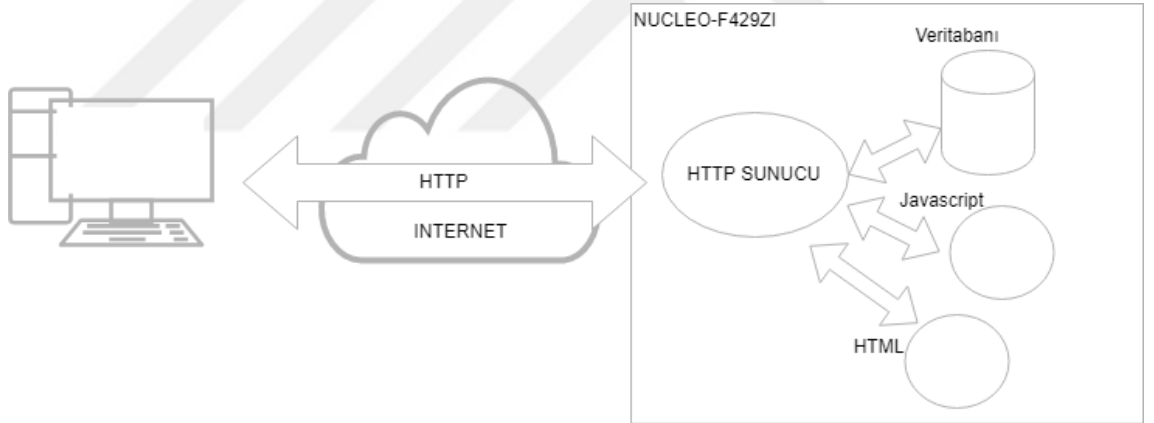 NUCLEO-F429ZI
Veritabanı
HTTP SUNUCU
HTTP
Javascript
INTERNET
HTML